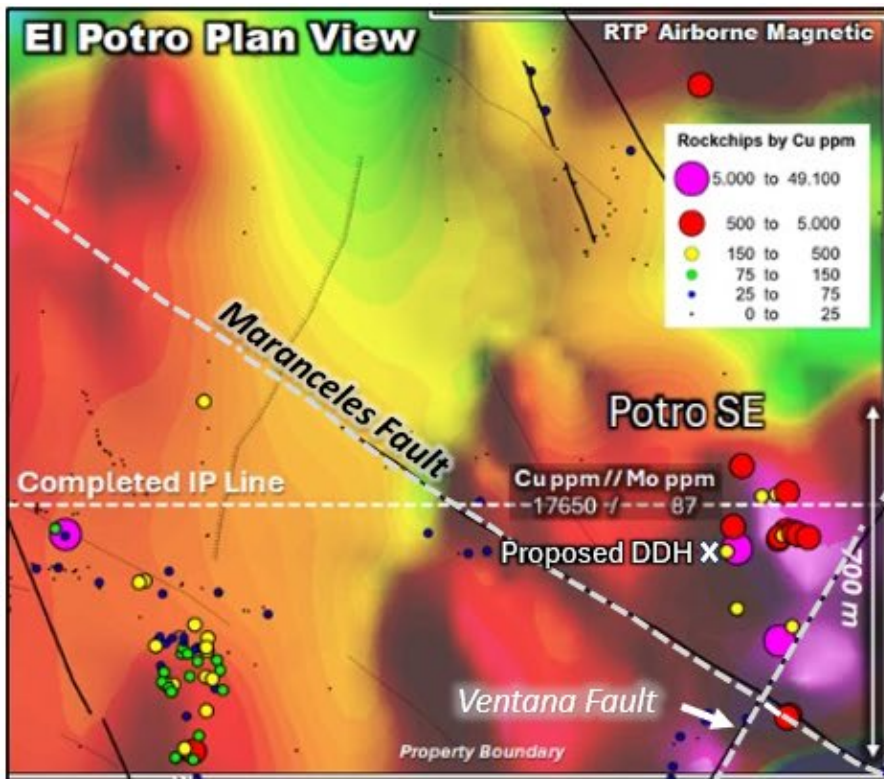 El Potro Plan View
RTP Airborne Magnetic
Rockchips by Cu ppm
5.000 to 49.100
500 to 5.000
150 to 500
75 to 150
25 to 75
0 to 25
Maranceles Fault
Potro SE
Completed IP Line
Cu ppm // Mo ppm
17650 / 87
Proposed DDH X
700 m
Ventana Fault
Property Boundary